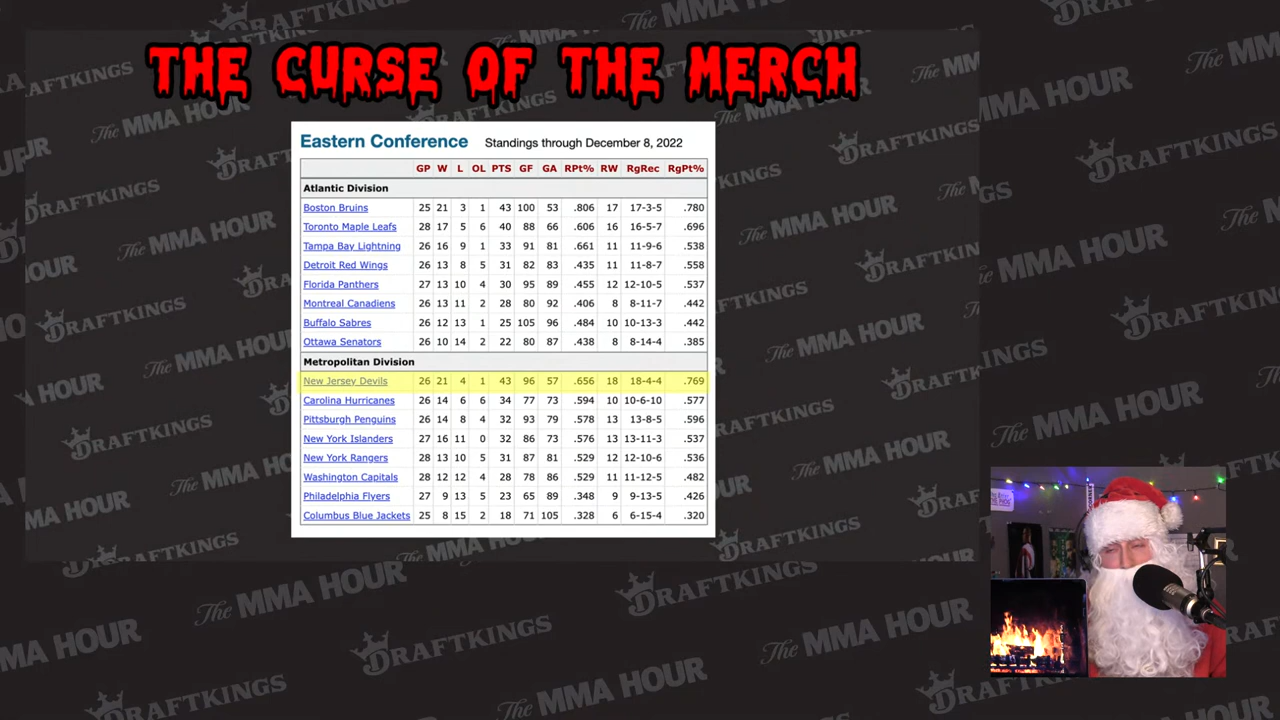 THE CURSE OF THE MERCH
Eastern Conference Standings through December 8, 2022
GP W L OL PTS GF GA RPt% RW RgRec RgPt%
Atlantic Division
Boston Bruins 25 21 3 1 43 100 53 .806 17 17-3-5 .780
Toronto Maple Leafs 28 17 5 6 40 88 66 .606 16 16-5-7 .696
Tampa Bay Lightning 26 16 9 1 33 91 81 .661 11 11-9-6 .538
Detroit Red Wings 26 13 8 5 31 82 83 .435 11 11-8-7 .558
Florida Panthers 27 13 10 4 30 95 89 .455 12 12-10-5 .537
Montreal Canadiens 26 13 11 2 28 80 92 .406 8 8-11-7 .442
Buffalo Sabres 26 12 13 1 25 105 96 .484 10 10-13-3 .442
Ottawa Senators 26 10 14 2 22 80 87 .438 8 8-14-4 .385
Metropolitan Division
New Jersey Devils 26 21 4 1 43 96 57 .656 18 18-4-4 .769
Carolina Hurricanes 26 14 6 6 34 77 73 .594 10 10-6-10 .577
Pittsburgh Penguins 26 14 8 4 32 93 79 .578 13 13-8-5 .596
New York Islanders 27 16 11 0 32 86 73 .576 13 13-11-3 .537
New York Rangers 28 13 10 5 31 87 81 .529 12 12-10-6 .536
Washington Capitals 28 12 12 4 28 78 86 .529 11 11-12-5 .482
Philadelphia Flyers 27 9 13 5 23 65 89 .348 9 9-13-5 .426
Columbus Blue Jackets 25 8 15 2 18 71 105 .328 6 6-15-4 .320
The MMA HOUR
DRAFTKINGS